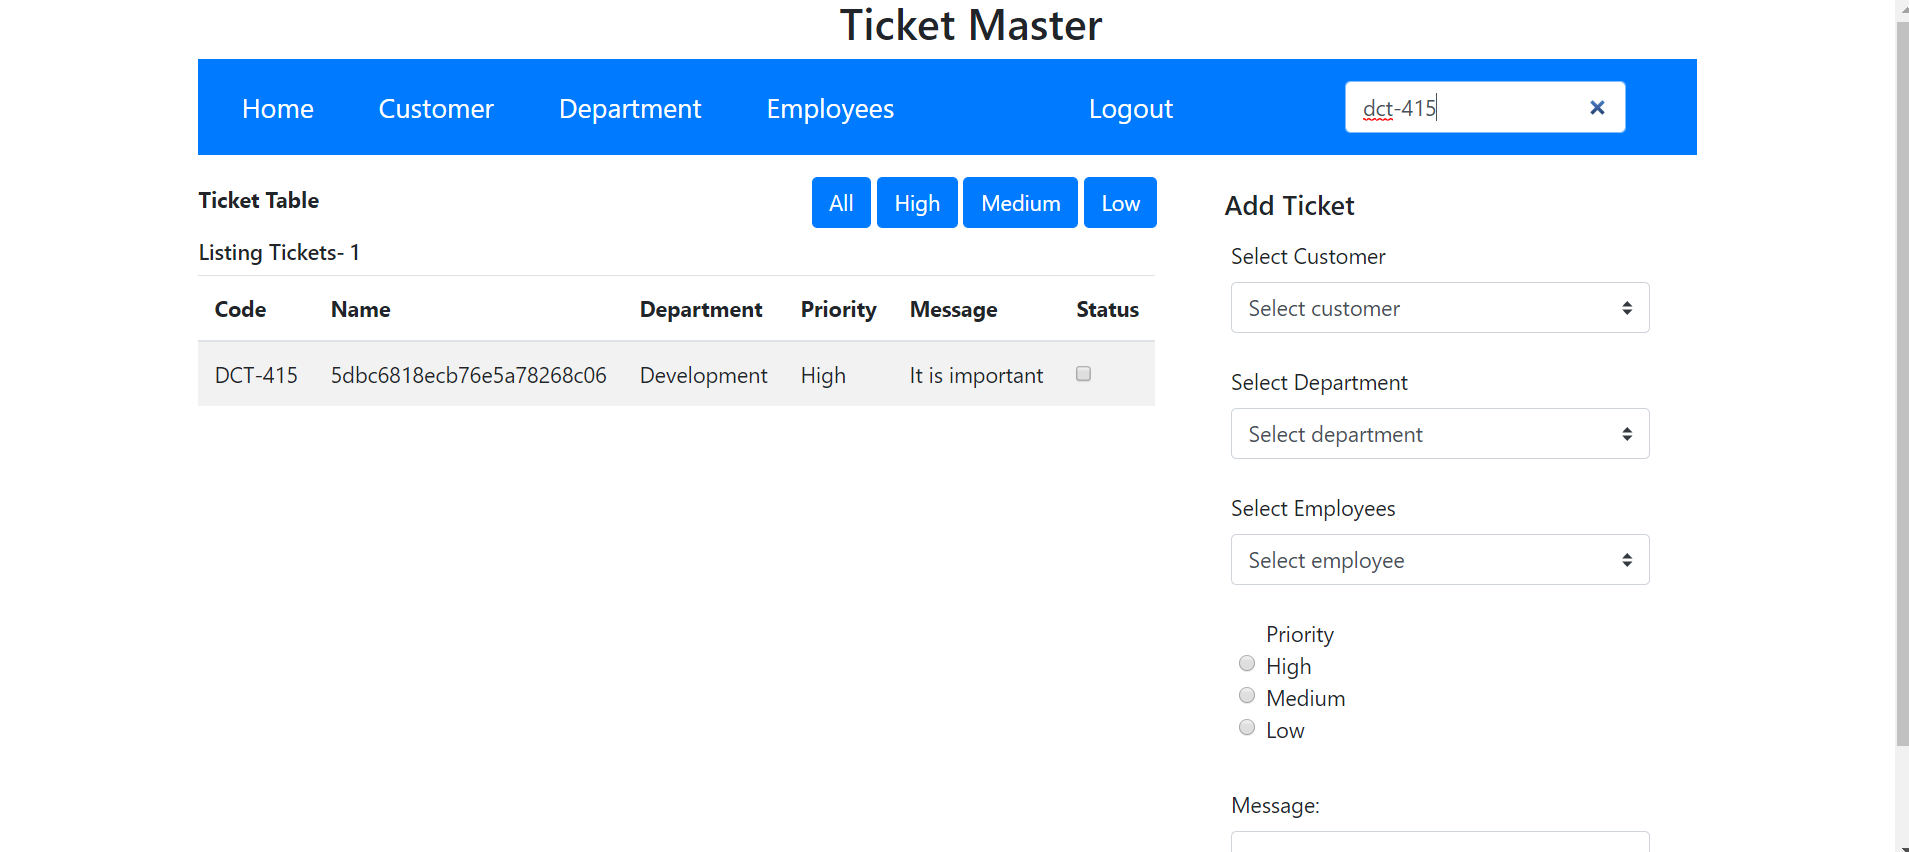 Ticket Master
Home Customer Department Employees Logout dct-415
Ticket Table All High Medium Low
Listing Tickets- 1
Code Name Department Priority Message Status
DCT-415 5dbc6818ecb76e5a78268c06 Development High It is important
Add Ticket
Select Customer
Select customer
Select Department
Select department
Select Employees
Select employee
Priority
High
Medium
Low
Message: